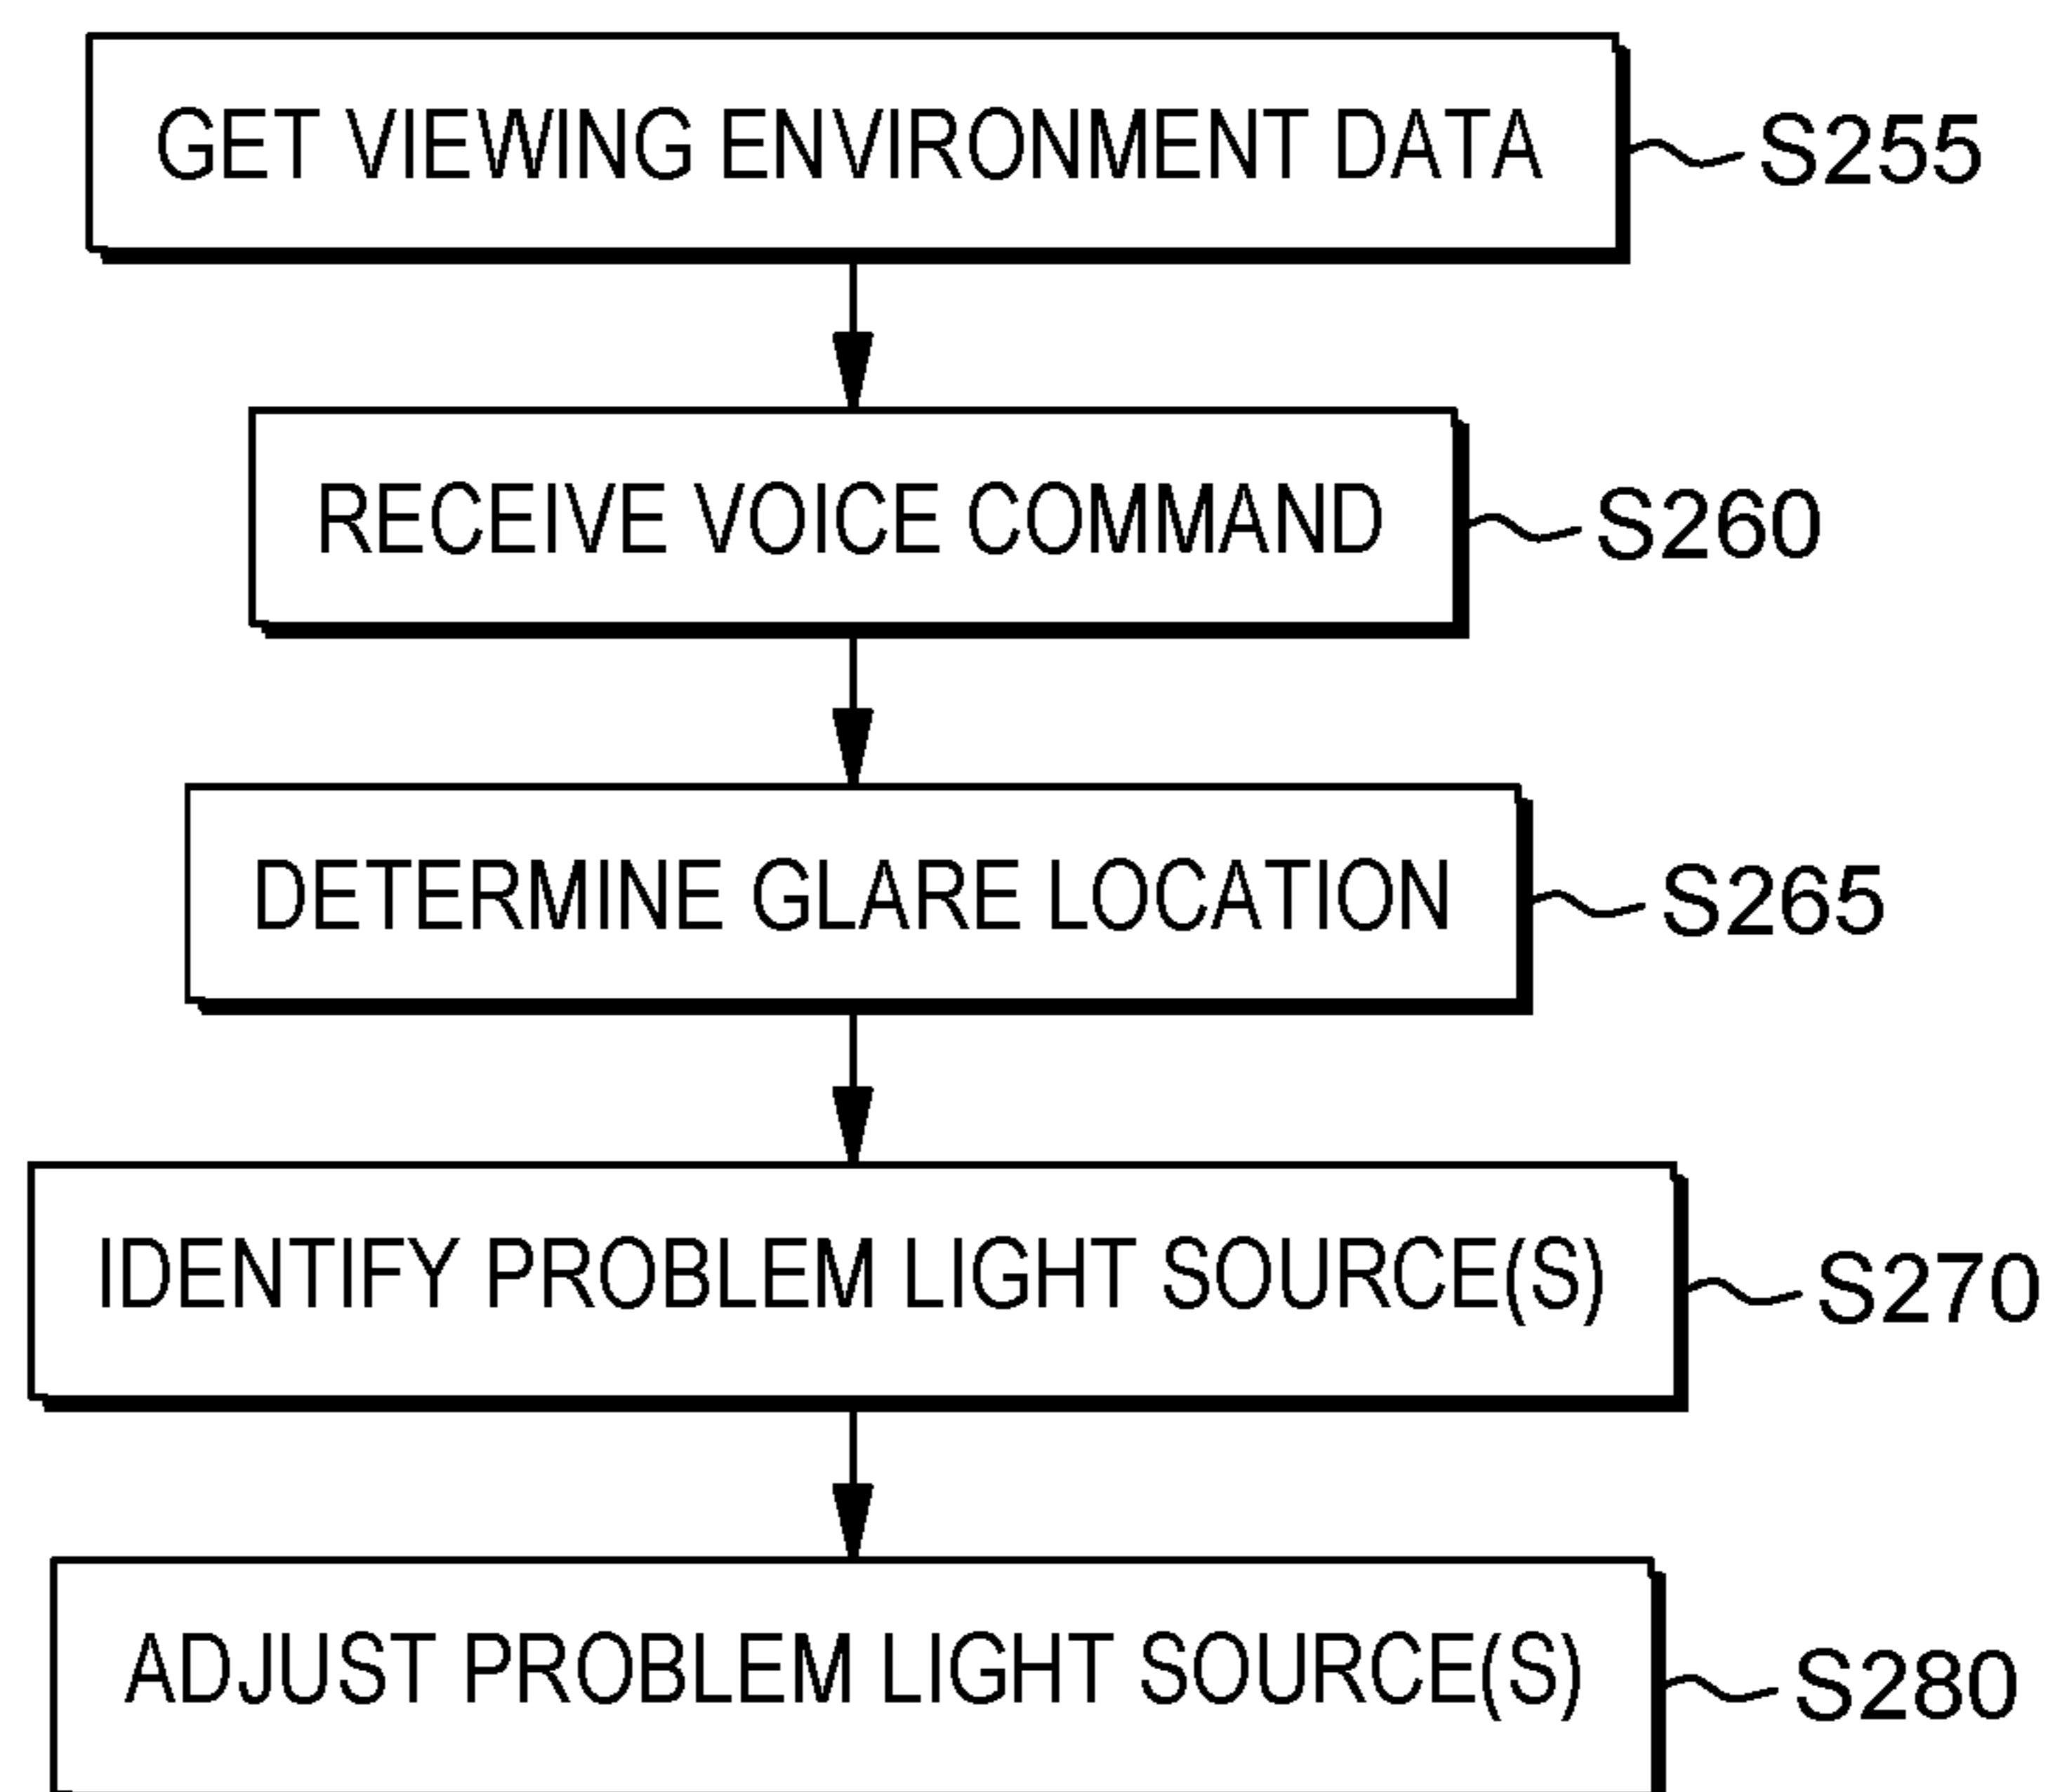 GET VIEWING ENVIRONMENT DATA S255
RECEIVE VOICE COMMAND S260
DETERMINE GLARE LOCATION S265
IDENTIFY PROBLEM LIGHT SOURCE(S) S270
ADJUST PROBLEM LIGHT SOURCE(S) S280